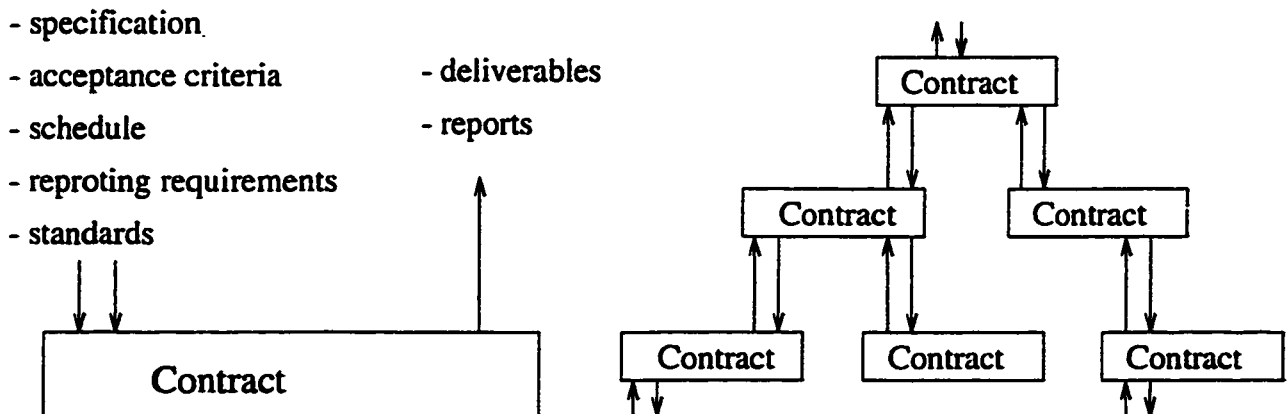 - specification
- acceptance criteria
- schedule
- reproting requirements
- standards
- deliverables
- reports
Contract
Contract
Contract Contract
Contract Contract Contract